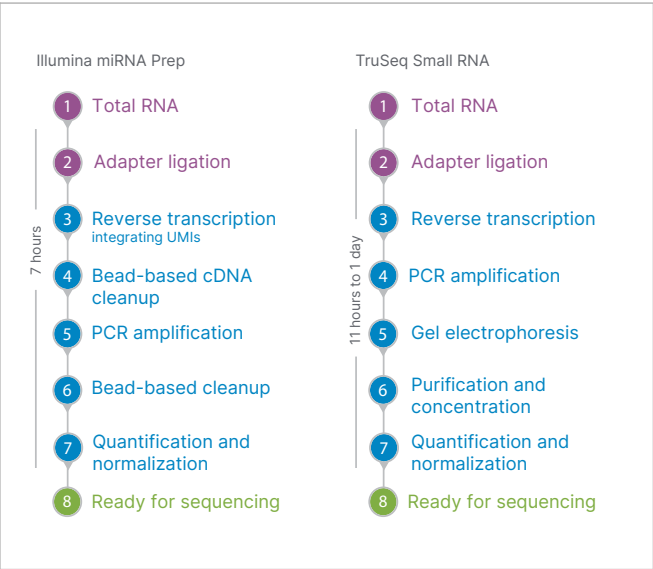 Illumina miRNA Prep
1 Total RNA
2 Adapter ligation
3 Reverse transcription
integrating UMIs
4 Bead-based cDNA
cleanup
5 PCR amplification
6 Bead-based cleanup
7 Quantification and
normalization
8 Ready for sequencing
7 hours
TruSeq Small RNA
1 Total RNA
2 Adapter ligation
3 Reverse transcription
4 PCR amplification
5 Gel electrophoresis
6 Purification and
concentration
7 Quantification and
normalization
8 Ready for sequencing
11 hours to 1 day